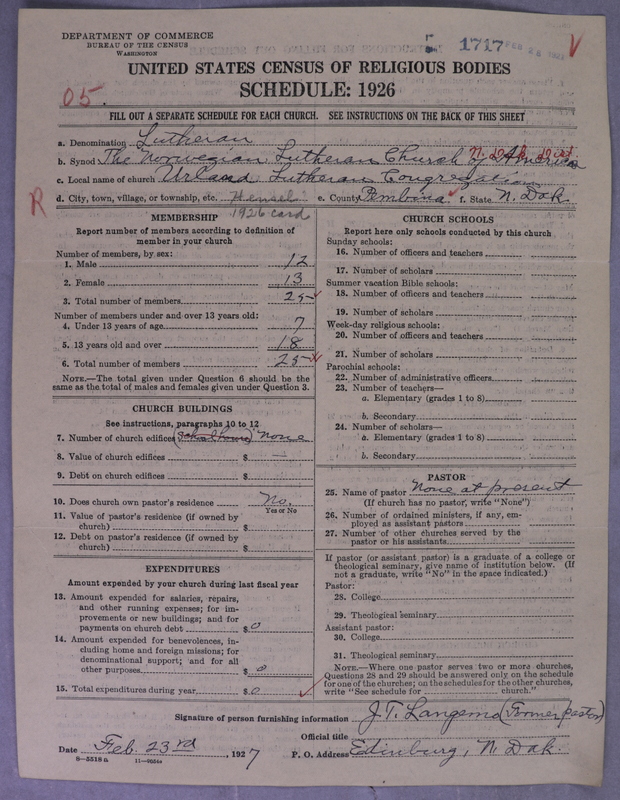 DEPARTMENT OF COMMERCE
BUREAU OF THE CENSUS
WASHINGTON
1717 FEB 28
UNITED STATES CENSUS OF RELIGIOUS BODIES
SCHEDULE: 1926
05.
FILL OUT A SEPARATE SCHEDULE FOR EACH CHURCH. SEE INSTRUCTIONS ON THE BACK OF THIS SHEET
a. Denomination Lutheran
b. Synod The Norwegian Lutheran Church of America N. Dak. Dist
c. Local name of church Urland Lutheran Congregation
R d. City, town, village, or township, etc. Hensel e. County Pembina f. State N. Dak
1926 card
MEMBERSHIP
Report number of members according to definition of
member in your church
Number of members, by sex:
1. Male 12
2. Female 13
3. Total number of members 25
Number of members under and over 13 years old:
4. Under 13 years of age 7
5. 13 years old and over 18
6. Total number of members 25
NOTE.—The total given under Question 6 should be
same as the total of males and females given under Question 3.
CHURCH BUILDINGS
See instructions, paragraphs 10 to 12
7. Number of church edifices (schoolhouse) none
8. Value of church edifices $ —
9. Debt on church edifices $
10. Does church own pastor's residence No.
Yes or No
11. Value of pastor's residence (if owned by
church) $
12. Debt on pastor's residence (if owned by
church) $
EXPENDITURES
Amount expended by your church during last fiscal year
13. Amount expended for salaries, repairs,
and other running expenses; for im-
provements or new buildings; and for
payments on church debt $ 0
14. Amount expended for benevolences, in-
cluding home and foreign missions; for
denominational support; and for all
other purposes $ 0
15. Total expenditures during year $ 0
CHURCH SCHOOLS
Report here only schools conducted by this church
Sunday schools:
16. Number of officers and teachers
17. Number of scholars
Summer vacation Bible schools:
18. Number of officers and teachers
19. Number of scholars
Week-day religious schools:
20. Number of officers and teachers
21. Number of scholars
Parochial schools:
22. Number of administrative officers
23. Number of teachers—
a. Elementary (grades 1 to 8)
b. Secondary
24. Number of scholars—
a. Elementary (grades 1 to 8)
b. Secondary
PASTOR
25. Name of pastor None at present
(If church has no pastor, write "None")
26. Number of ordained ministers, if any, em-
ployed as assistant pastors
27. Number of other churches served by the
pastor or his assistants
If pastor (or assistant pastor) is a graduate of a college or
theological seminary, give name of institution below. (If
not a graduate, write "No" in the space indicated.)
Pastor:
28. College
29. Theological seminary
Assistant pastor:
30. College
31. Theological seminary
NOTE.—Where one pastor serves two or more churches,
Questions 28 and 29 should be answered only on the schedule
for one of the churches; on the schedules for the other churches,
write "See schedule for church."
Signature of person furnishing information J. T. Langemo (Former pastor)
Official title
Date Feb. 23rd, 1927 P. O. Address Edinburg, N. Dak.
8—5318 a 11—9054